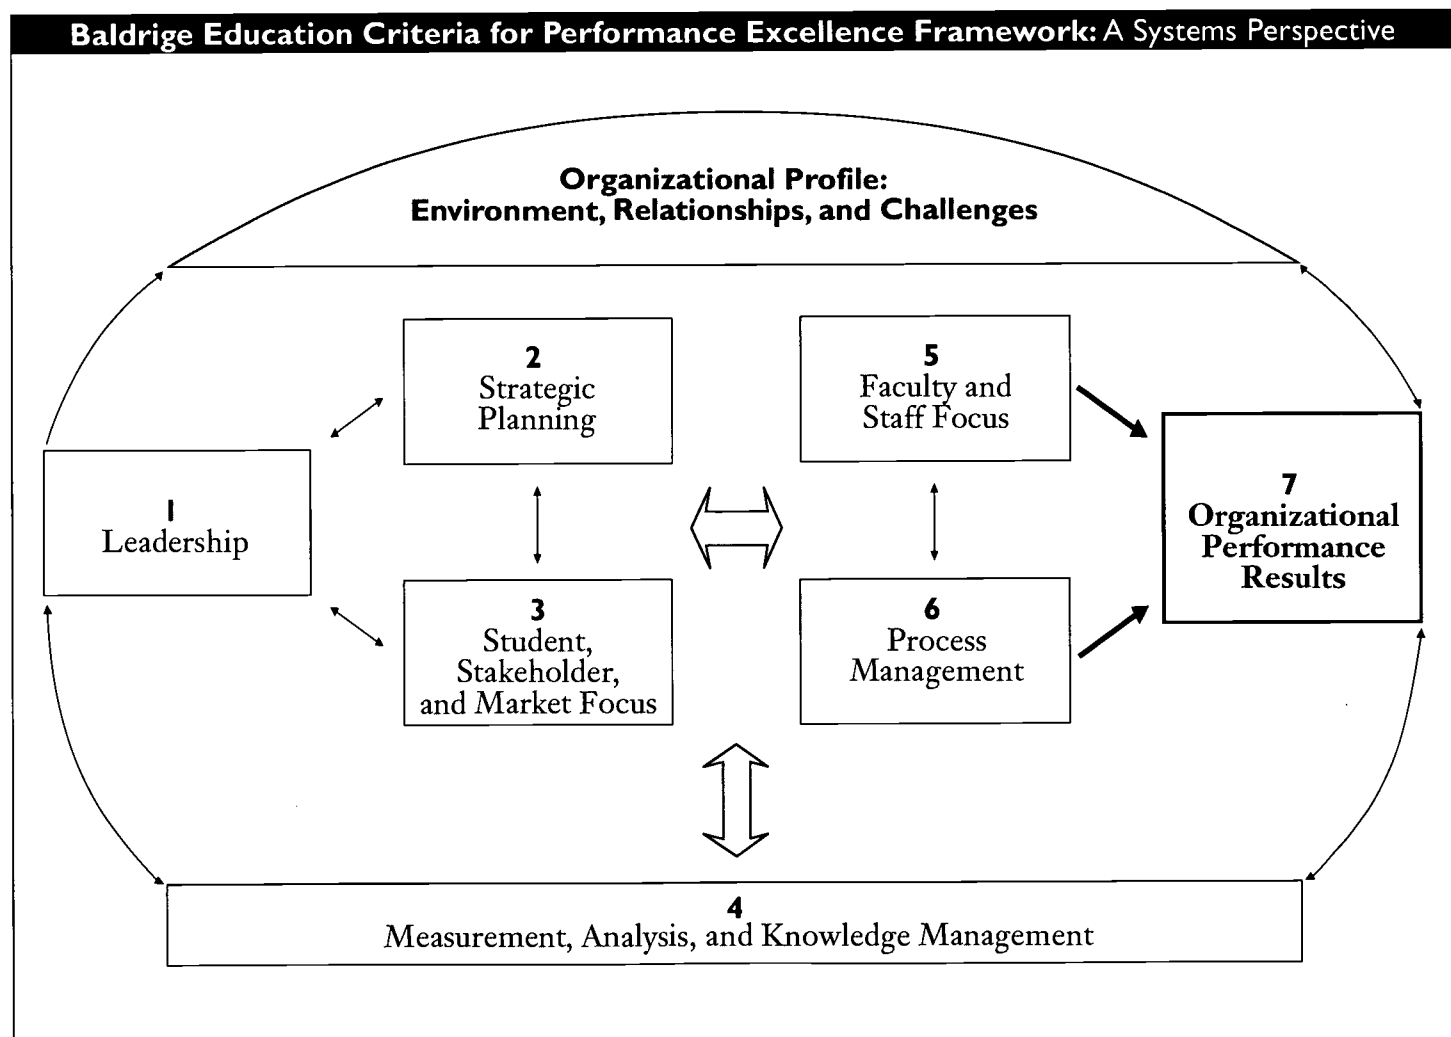 Baldrige Education Criteria for Performance Excellence Framework: A Systems Perspective
Organizational Profile:
Environment, Relationships, and Challenges
2
Strategic
Planning
5
Faculty and
Staff Focus
1
Leadership
7
Organizational
Performance
Results
3
Student,
Stakeholder,
and Market Focus
6
Process
Management
4
Measurement, Analysis, and Knowledge Management